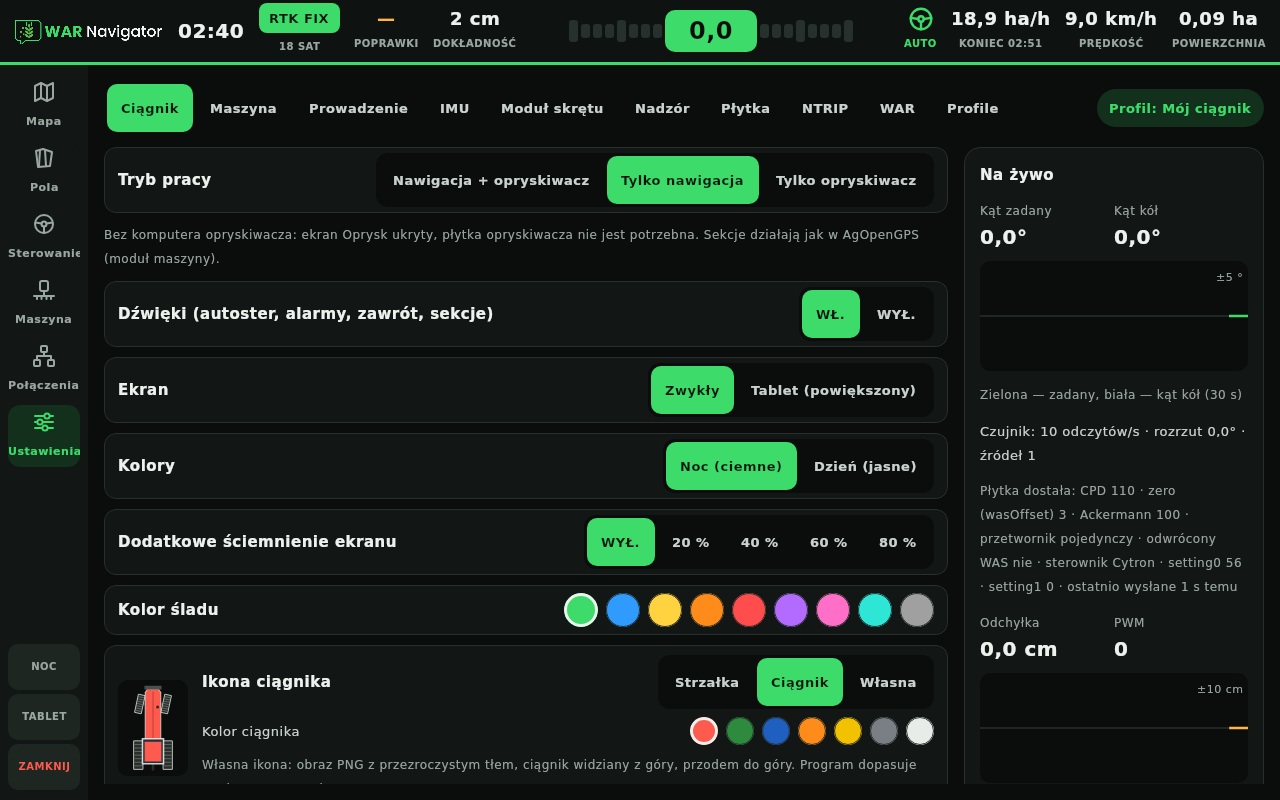 WAR Navigator
02:40
RTK FIX
18 SAT
—
POPRAWKI
2 cm
DOKŁADNOŚĆ
0,0
AUTO
18,9 ha/h
KONIEC 02:51
9,0 km/h
PRĘDKOŚĆ
0,09 ha
POWIERZCHNIA
Mapa
Pola
Sterowanie
Maszyna
Połączenia
Ustawienia
NOC
TABLET
ZAMKNIJ
Ciągnik
Maszyna
Prowadzenie
IMU
Moduł skrętu
Nadzór
Płytka
NTRIP
WAR
Profile
Profil: Mój ciągnik
Tryb pracy
Nawigacja + opryskiwacz
Tylko nawigacja
Tylko opryskiwacz
Bez komputera opryskiwacza: ekran Oprysk ukryty, płytka opryskiwacza nie jest potrzebna. Sekcje działają jak w AgOpenGPS
(moduł maszyny).
Dźwięki (autoster, alarmy, zawrót, sekcje)
WŁ.
WYŁ.
Ekran
Zwykły
Tablet (powiększony)
Kolory
Noc (ciemne)
Dzień (jasne)
Dodatkowe ściemnienie ekranu
WYŁ.
20 %
40 %
60 %
80 %
Kolor śladu
Ikona ciągnika
Strzałka
Ciągnik
Własna
Kolor ciągnika
Własna ikona: obraz PNG z przezroczystym tłem, ciągnik widziany z góry, przodem do góry. Program dopasuje
Na żywo
Kąt zadany
Kąt kół
0,0°
0,0°
±5 °
Zielona — zadany, biała — kąt kół (30 s)
Czujnik: 10 odczytów/s · rozrzut 0,0° ·
źródeł 1
Płytka dostała: CPD 110 · zero
(wasOffset) 3 · Ackermann 100 ·
przetwornik pojedynczy · odwrócony
WAS nie · sterownik Cytron · setting0 56
· setting1 0 · ostatnio wysłane 1 s temu
Odchyłka
PWM
0,0 cm
0
±10 cm